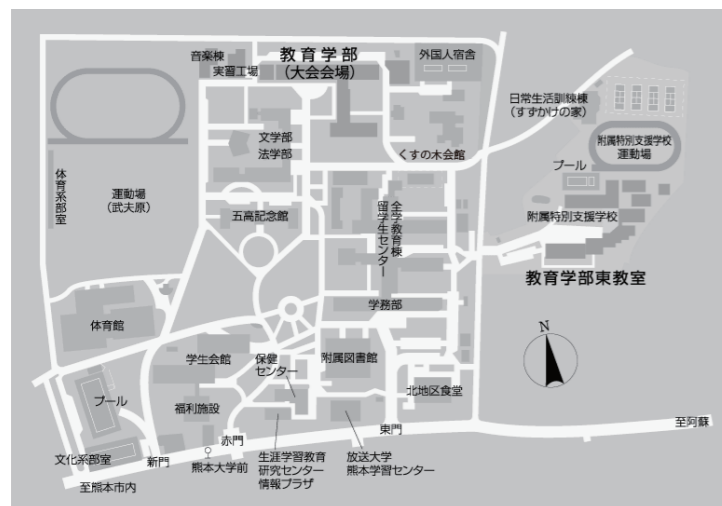 音楽棟
実習工場
教育学部
(大会会場)
外国人宿舎
日常生活訓練棟
(すずかけの家)
文学部
法学部
くすの木会館
附属特別支援学校
運動場
プール
体育系部室
運動場
(武夫原)
五高記念館
全学教育棟
留学生センター
附属特別支援学校
教育学部東教室
学務部
体育館
学生会館
保健
センター
附属図書館
N
プール
福利施設
北地区食堂
文化系部室
新門
赤門
東門
至阿蘇
熊本大学前
至熊本市内
生涯学習教育
研究センター
情報プラザ
放送大学
熊本学習センター